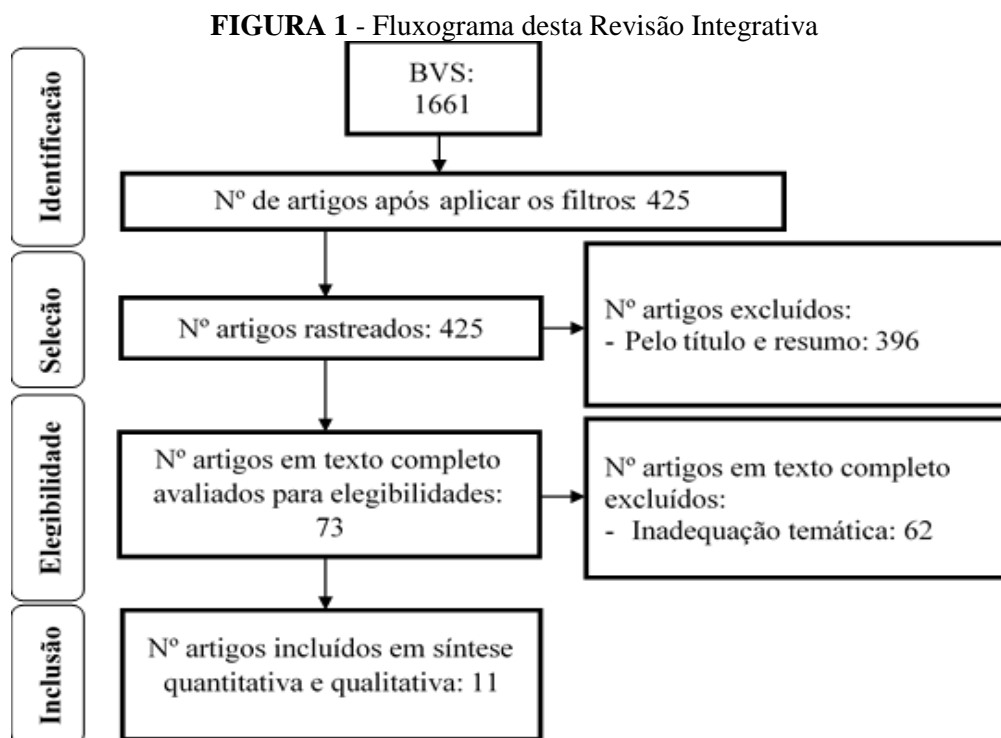 FIGURA 1 - Fluxograma desta Revisão Integrativa
Identificação
BVS:
1661
Nº de artigos após aplicar os filtros: 425
Selecão
Nº artigos rastreados: 425
Nº artigos excluídos:
- Pelo título e resumo: 396
Elegibilidade
Nº artigos em texto completo
avaliados para elegibilidades:
73
Nº artigos em texto completo
excluídos:
- Inadequação temática: 62
Inclusão
Nº artigos incluídos em síntese
quantitativa e qualitativa: 11